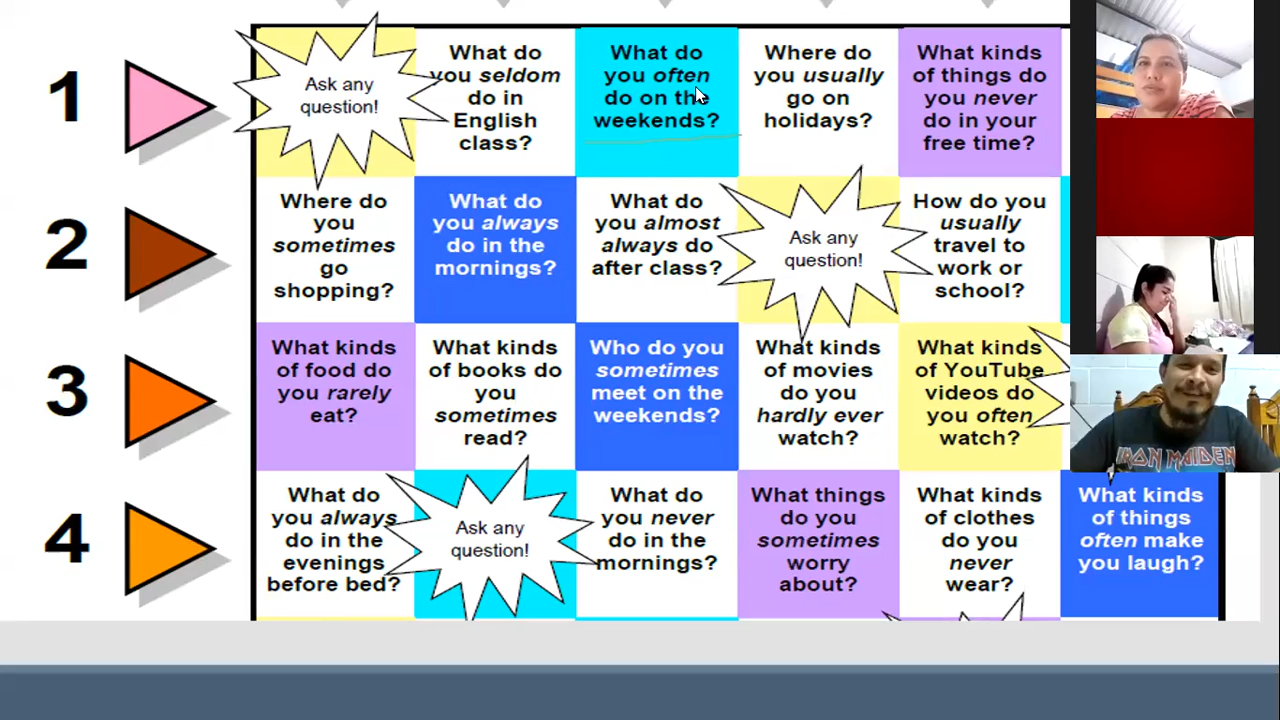 1
Ask any
question!
What do
you seldom
do in
English
class?
What do
you often
do on the
weekends?
Where do
you usually
go on
holidays?
What kinds
of things do
you never
do in your
free time?
2
Where do
you
sometimes
go
shopping?
What do
you always
do in the
mornings?
What do
you almost
always do
after class?
Ask any
question!
How do you
usually
travel to
work or
school?
3
What kinds
of food do
you rarely
eat?
What kinds
of books do
you
sometimes
read?
Who do you
sometimes
meet on the
weekends?
What kinds
of movies
do you
hardly ever
watch?
What kinds
of YouTube
videos do
you often
watch?
IRON MAIDEN
4
What do
you always
do in the
evenings
before bed?
Ask any
question!
What do
you never
do in the
mornings?
What things
do you
sometimes
worry
about?
What kinds
of clothes
do you
never
wear?
What kinds
of things
often make
you laugh?